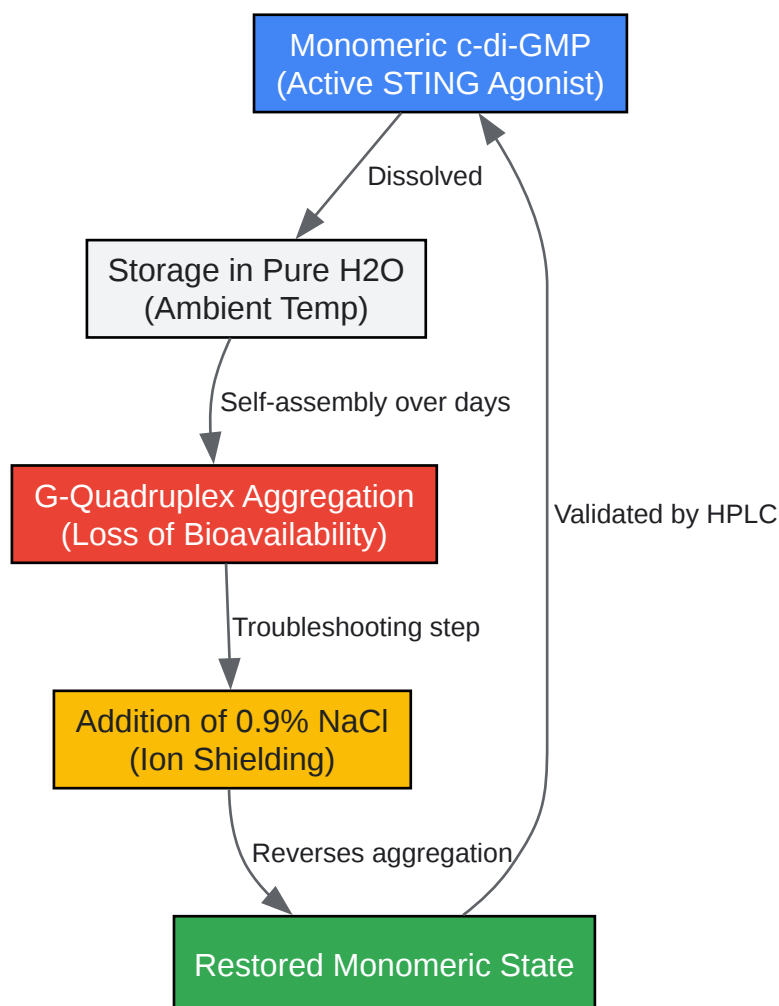 Monomeric c-di-GMP
(Active STING Agonist)
Dissolved
Storage in Pure H2O
(Ambient Temp)
Self-assembly over days
G-Quadruplex Aggregation
(Loss of Bioavailability)
Validated by HPLC
Troubleshooting step
Addition of 0.9% NaCl
(Ion Shielding)
Reverses aggregation
Restored Monomeric State